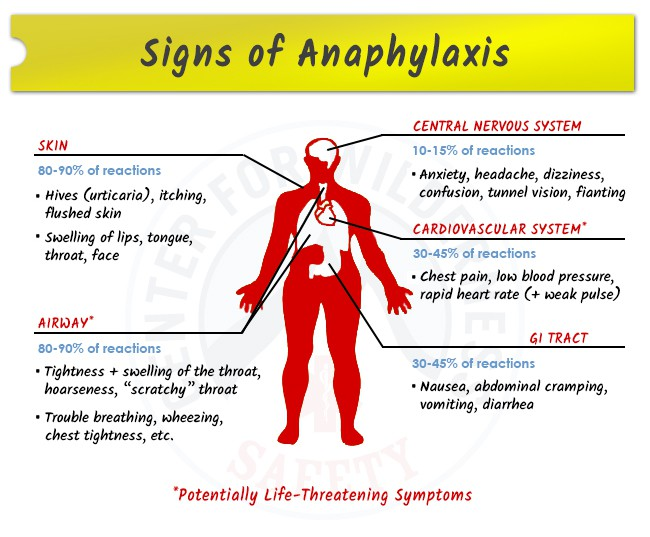 Signs of Anaphylaxis
SKIN
80-90% of reactions
• Hives (urticaria), itching,
flushed skin
• Swelling of lips, tongue,
throat, face
AIRWAY*
80-90% of reactions
• Tightness + swelling of the throat,
hoarseness, “scratchy” throat
• Trouble breathing, wheezing,
chest tightness, etc.
CENTRAL NERVOUS SYSTEM
10-15% of reactions
• Anxiety, headache, dizziness,
confusion, tunnel vision, fianting
CARDIOVASCULAR SYSTEM*
30-45% of reactions
• Chest pain, low blood pressure,
rapid heart rate (+ weak pulse)
GI TRACT
30-45% of reactions
• Nausea, abdominal cramping,
vomiting, diarrhea
*Potentially Life-Threatening Symptoms
CENTER FOR WILDERNESS
SAFETY